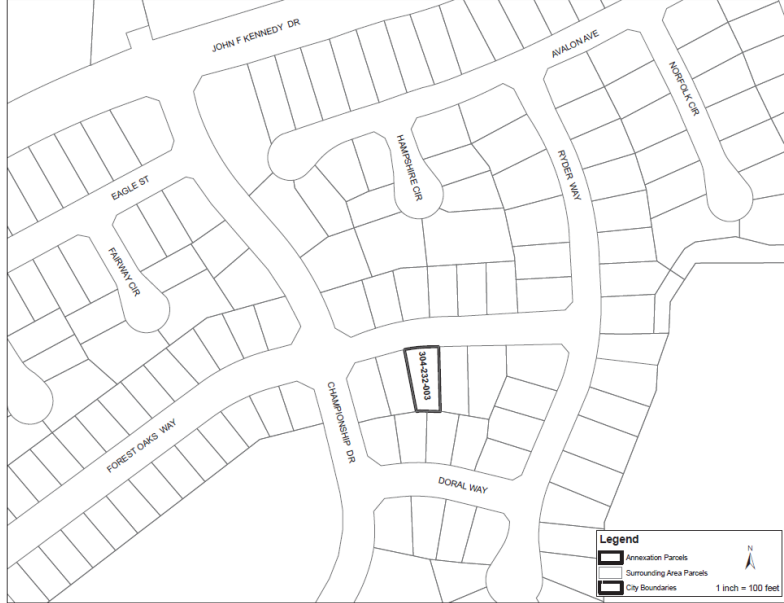 JOHN F KENNEDY DR
AVALON AVE
NORFOLK CIR
HAMPSHIRE CIR
RYDER WAY
EAGLE ST
FAIRWAY CIR
304-232-003
CHAMPIONSHIP DR
FOREST OAKS WAY
DORAL WAY
Legend
Annexation Parcels
Surrounding Area Parcels
City Boundaries
N
1 inch = 100 feet